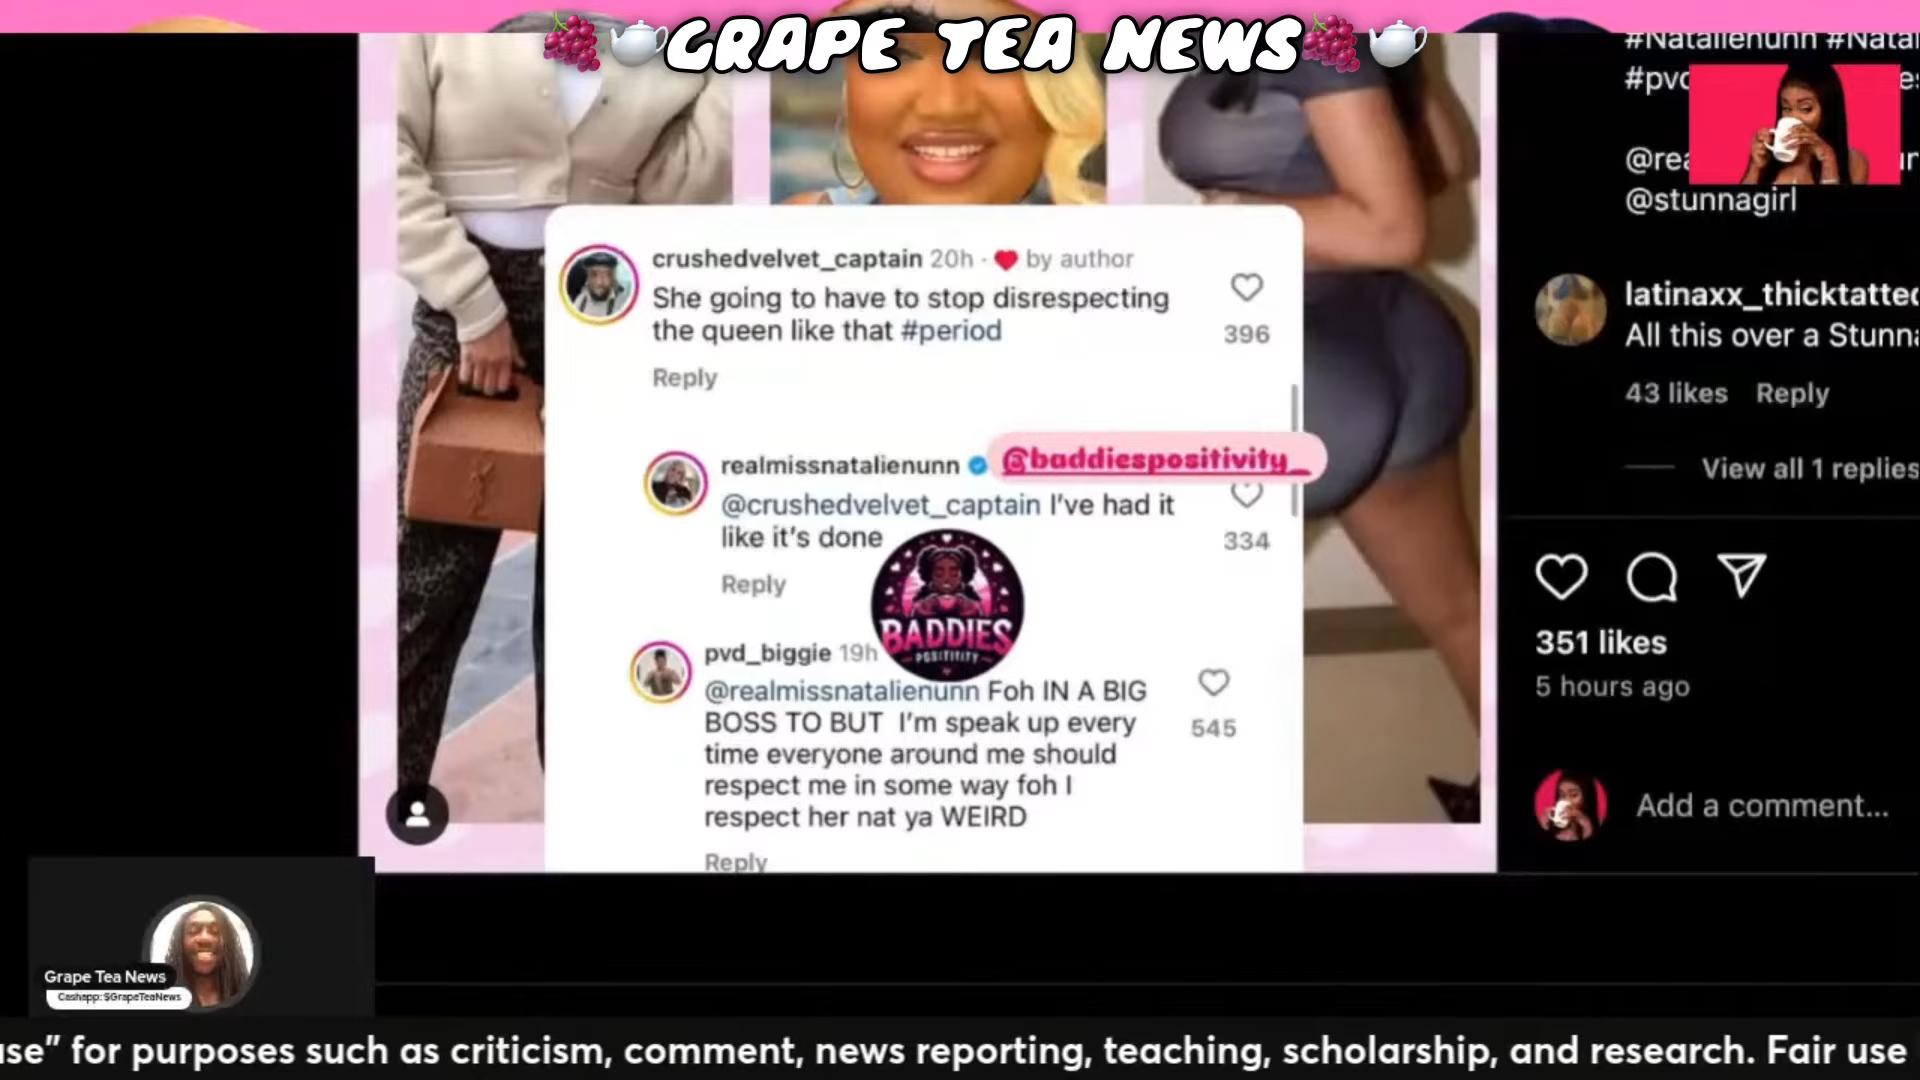 GRAPE TEA NEWS
#Natalienunn
@stunnagirl
crushedvelvet_captain 20h · ❤️ by author
She going to have to stop disrespecting
the queen like that #period
396
Reply
realmissnatalienunn
@baddiespositivity_
@crushedvelvet_captain I've had it
like it's done
334
Reply
BADDIES
POSITIVITY
pvd_biggie 19h
@realmissnatalienunn Foh IN A BIG
BOSS TO BUT I'm speak up every
time everyone around me should
respect me in some way foh I
respect her nat ya WEIRD
545
Reply
latinaxx_thicktatted
All this over a Stunna
43 likes Reply
View all 1 replies
351 likes
5 hours ago
Add a comment...
Grape Tea News
Cashapp: $GrapeTeaNews
use” for purposes such as criticism, comment, news reporting, teaching, scholarship, and research. Fair use